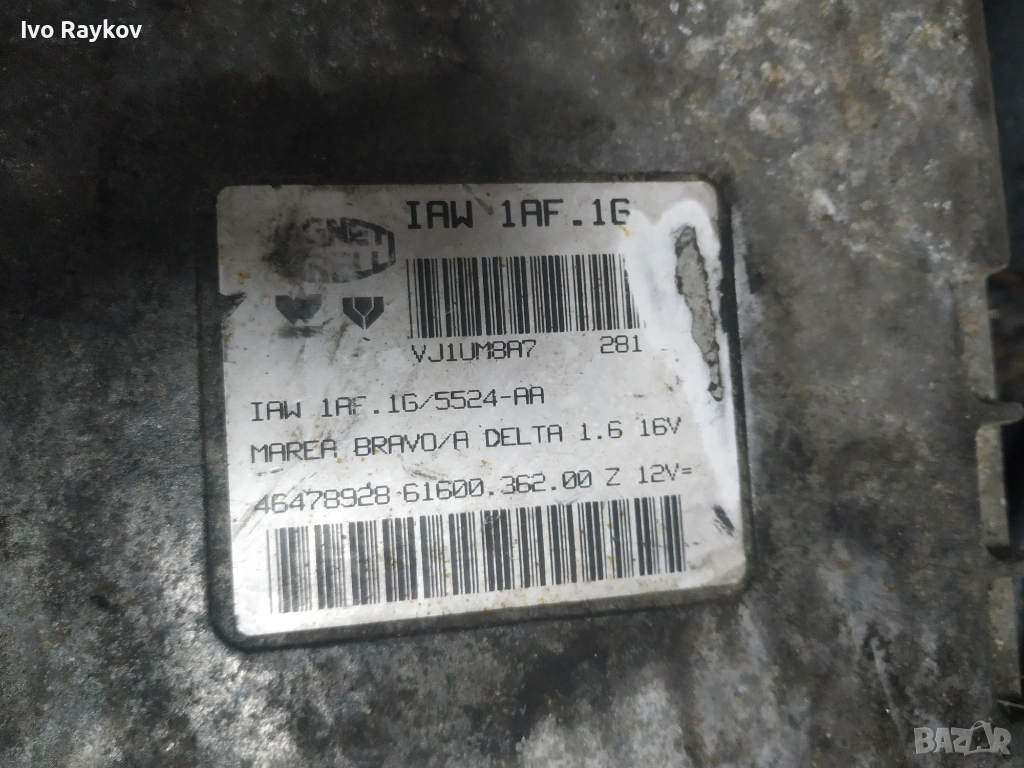 Ivo Raykov
IAW 1AF.1G
VJ1UM8A7 281
IAW 1AF.1G/5524-AA
MAREA BRAVO/A DELTA 1.6 16V
46478928 61600.362.00 Z 12V=
BAZAR